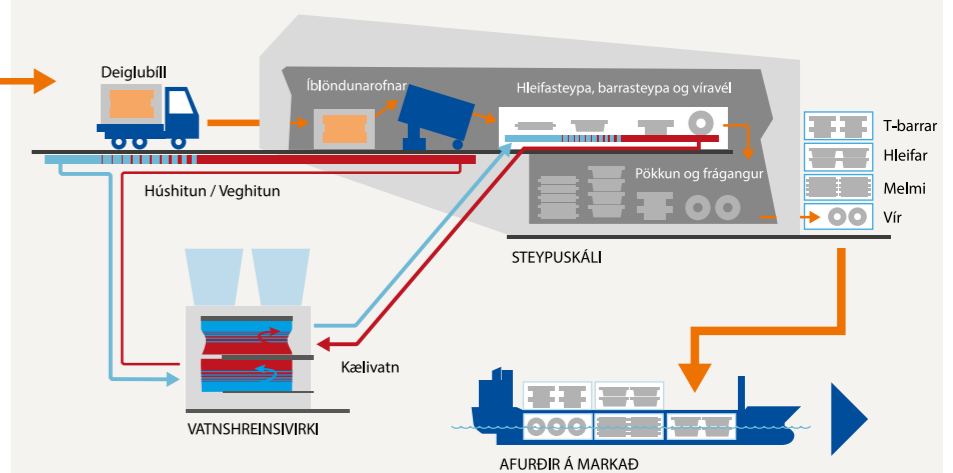 Deiglubíll
Íblöndunarofnar
Hleifasteypa, barrasteypa og víravél
T-barrar
Hleifar
Melmi
Vír
Pökkun og frágangur
Húshitun / Veghitun
STEYPUSKÁLI
Kælivatn
VATNSHREINSIVIRKI
AFURÐIR Á MARKAÐ